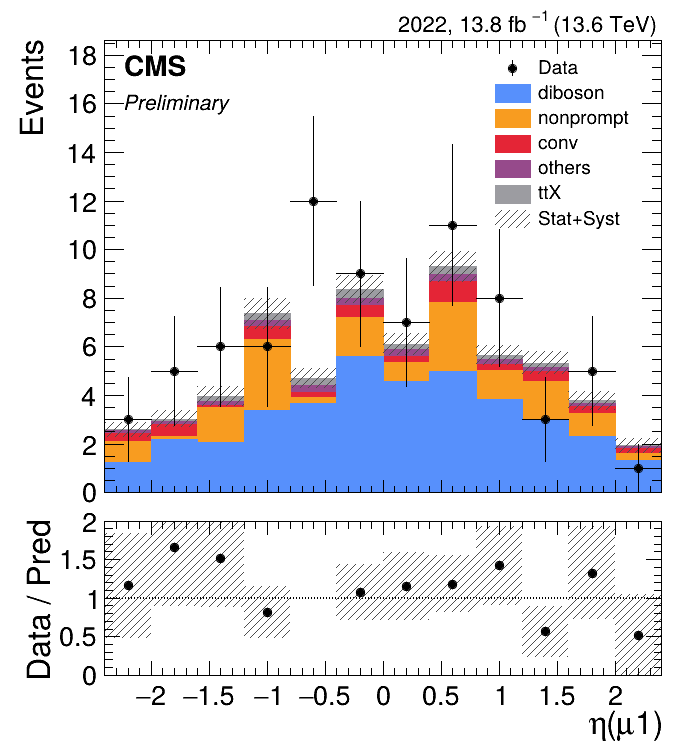 2022, 13.8 fb⁻¹ (13.6 TeV)
CMS
Preliminary
Events
18
16
14
12
10
8
6
4
2
0
Data
diboson
nonprompt
conv
others
ttX
Stat+Syst
Data / Pred
2
1.5
1
0.5
0
−2 −1.5 −1 −0.5 0 0.5 1 1.5 2
η(μ1)